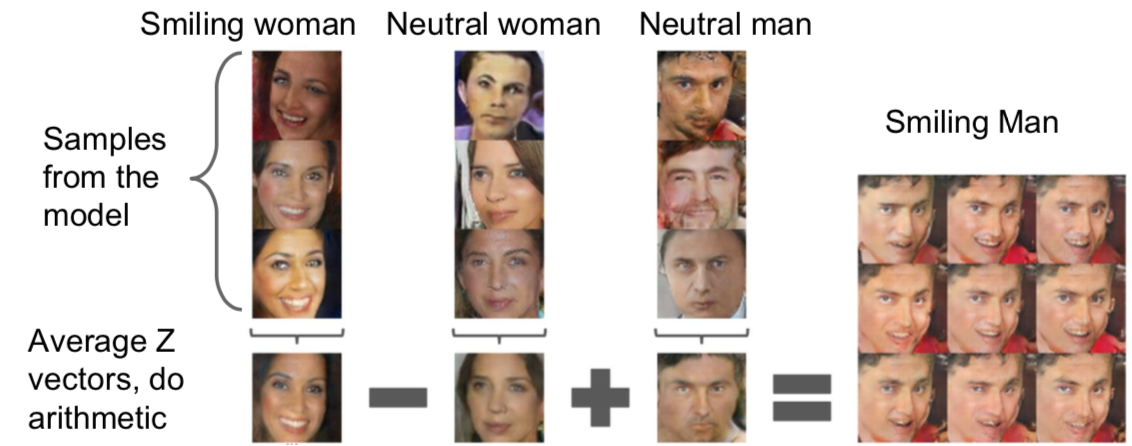 Smiling woman
Neutral woman
Neutral man
Samples
from the
model
Smiling Man
Average Z
vectors, do
arithmetic